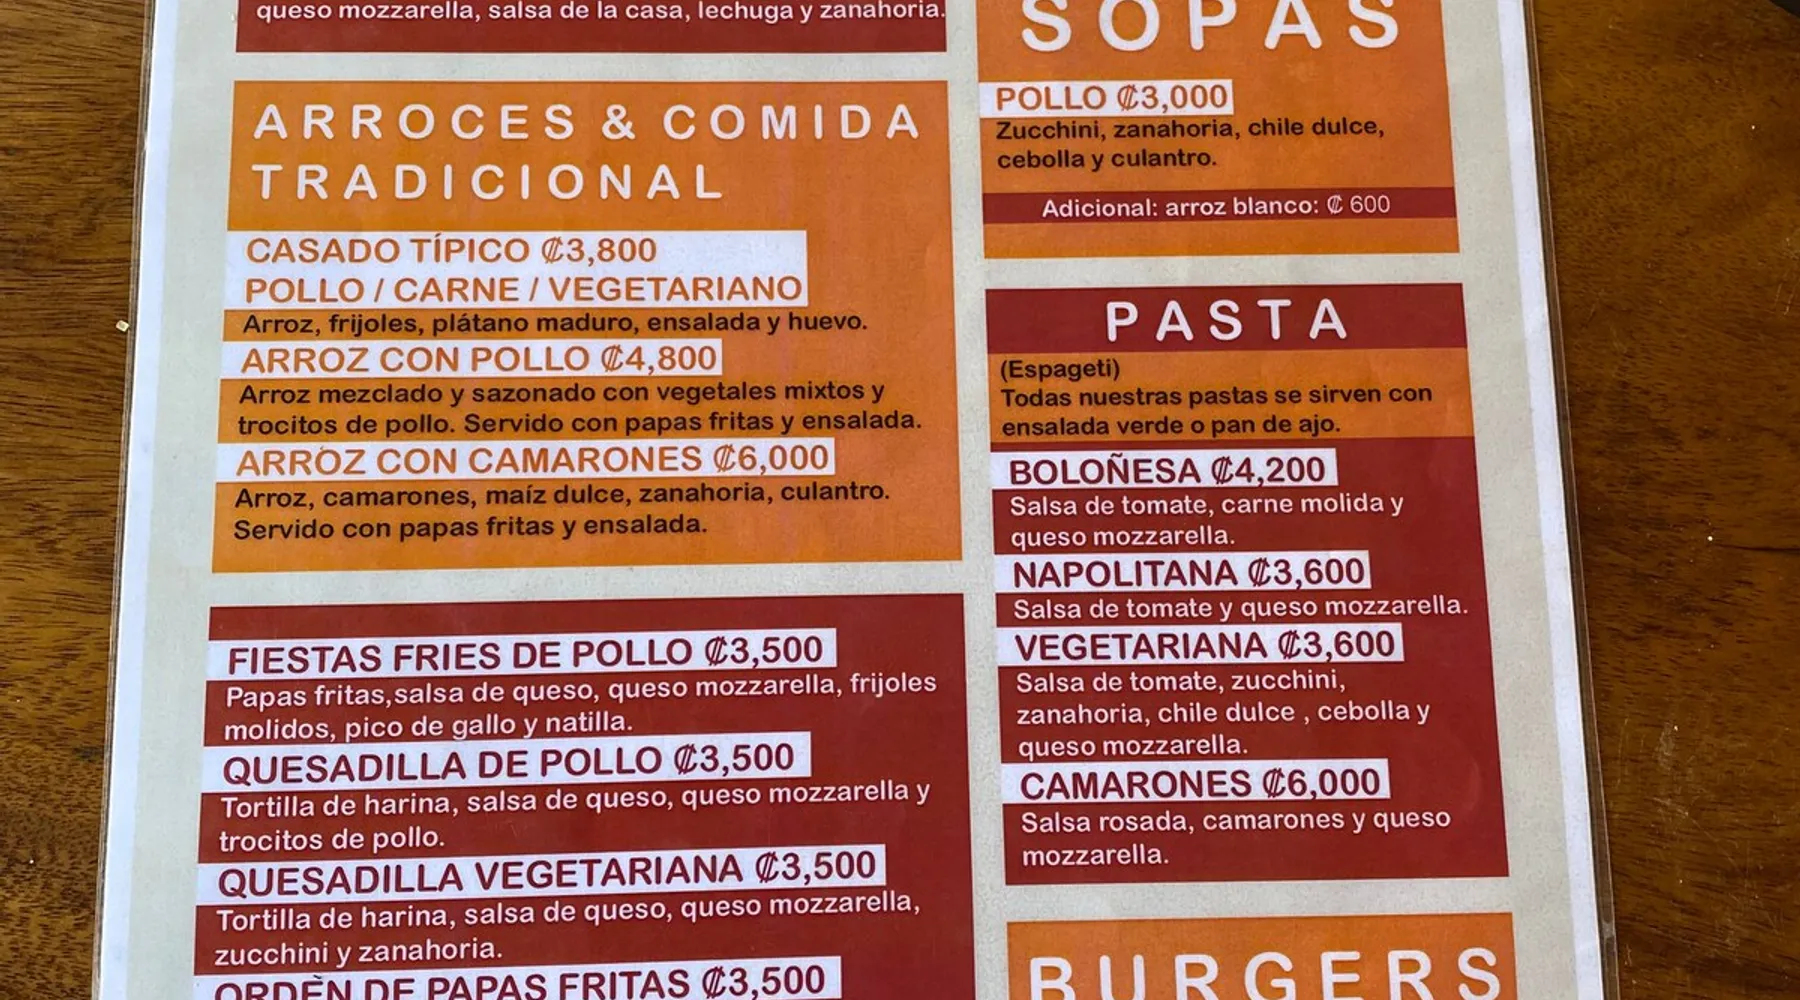 queso mozzarella, salsa de la casa, lechuga y zanahoria.
ARROCES & COMIDA
TRADICIONAL
CASADO TÍPICO ₡3,800
POLLO / CARNE / VEGETARIANO
Arroz, frijoles, plátano maduro, ensalada y huevo.
ARROZ CON POLLO ₡4,800
Arroz mezclado y sazonado con vegetales mixtos y
trocitos de pollo. Servido con papas fritas y ensalada.
ARROZ CON CAMARONES ₡6,000
Arroz, camarones, maíz dulce, zanahoria, culantro.
Servido con papas fritas y ensalada.
FIESTAS FRIES DE POLLO ₡3,500
Papas fritas,salsa de queso, queso mozzarella, frijoles
molidos, pico de gallo y natilla.
QUESADILLA DE POLLO ₡3,500
Tortilla de harina, salsa de queso, queso mozzarella y
trocitos de pollo.
QUESADILLA VEGETARIANA ₡3,500
Tortilla de harina, salsa de queso, queso mozzarella,
zucchini y zanahoria.
ORDÈN DE PAPAS FRITAS ₡3,500
SOPAS
POLLO ₡3,000
Zucchini, zanahoria, chile dulce,
cebolla y culantro.
Adicional: arroz blanco: ₡ 600
PASTA
(Espageti)
Todas nuestras pastas se sirven con
ensalada verde o pan de ajo.
BOLOÑESA ₡4,200
Salsa de tomate, carne molida y
queso mozzarella.
NAPOLITANA ₡3,600
Salsa de tomate y queso mozzarella.
VEGETARIANA ₡3,600
Salsa de tomate, zucchini,
zanahoria, chile dulce , cebolla y
queso mozzarella.
CAMARONES ₡6,000
Salsa rosada, camarones y queso
mozzarella.
BURGERS